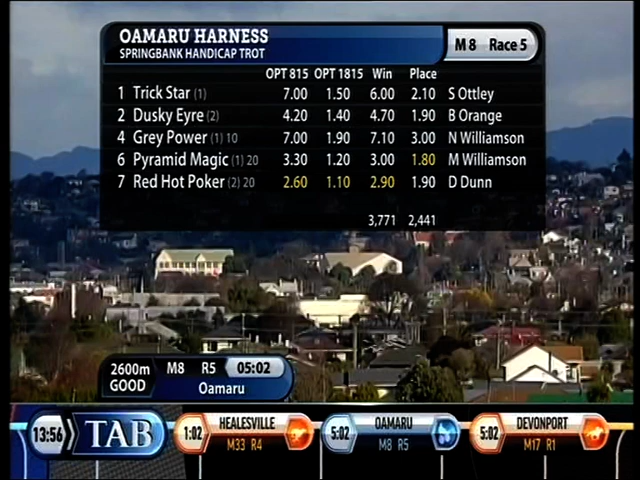 OAMARU HARNESS
SPRINGBANK HANDICAP TROT
M 8 Race 5
OPT 815 OPT 1815 Win Place
1 Trick Star (1) 7.00 1.50 6.00 2.10 S Ottley
2 Dusky Eyre (2) 4.20 1.40 4.70 1.90 B Orange
4 Grey Power (1) 10 7.00 1.90 7.10 3.00 N Williamson
6 Pyramid Magic (1) 20 3.30 1.20 3.00 1.80 M Williamson
7 Red Hot Poker (2) 20 2.60 1.10 2.90 1.90 D Dunn
3,771 2,441
2600m M8 R5 05:02
GOOD Oamaru
13:56 TAB 1:02 HEALESVILLE 5:02 OAMARU 5:02 DEVONPORT
M33 R4 M8 R5 M17 R1